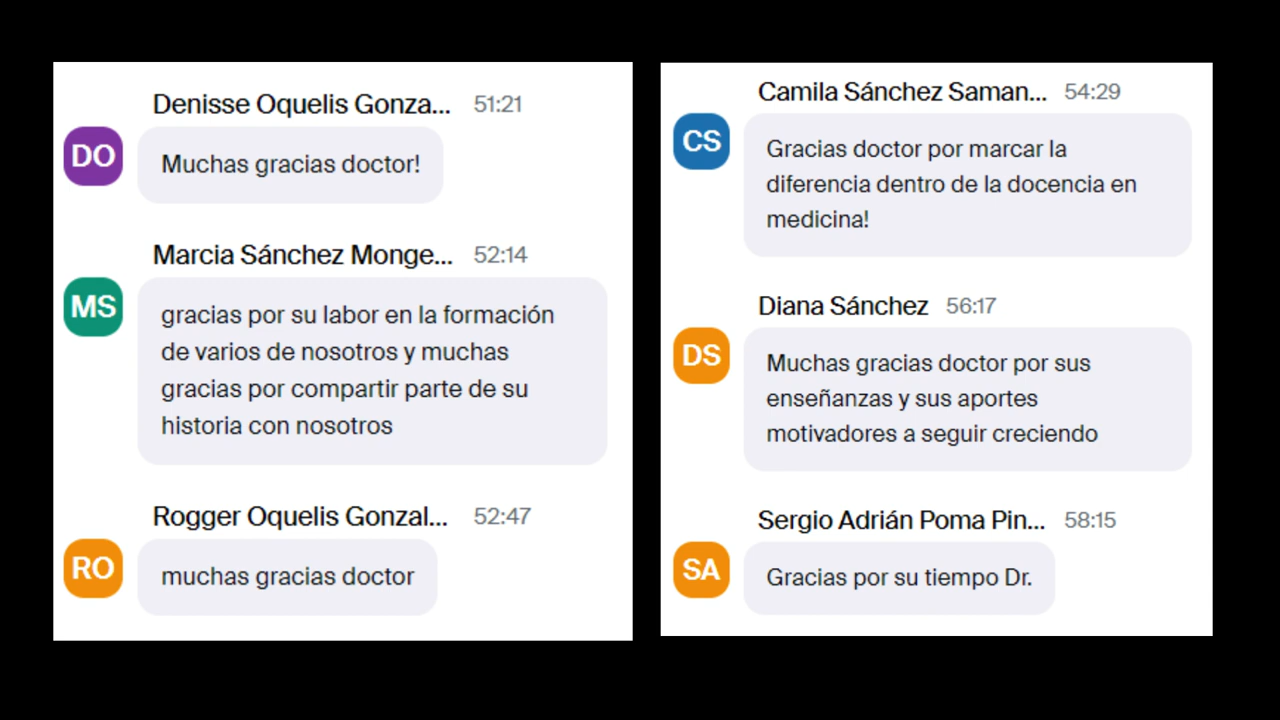 Denisse Oquelis Gonza... 51:21
DO
Muchas gracias doctor!
Marcia Sánchez Monge... 52:14
MS
gracias por su labor en la formación
de varios de nosotros y muchas
gracias por compartir parte de su
historia con nosotros
Rogger Oquelis Gonzal... 52:47
RO
muchas gracias doctor
Camila Sánchez Saman... 54:29
CS
Gracias doctor por marcar la
diferencia dentro de la docencia en
medicina!
Diana Sánchez 56:17
DS
Muchas gracias doctor por sus
enseñanzas y sus aportes
motivadores a seguir creciendo
Sergio Adrián Poma Pin... 58:15
SA
Gracias por su tiempo Dr.